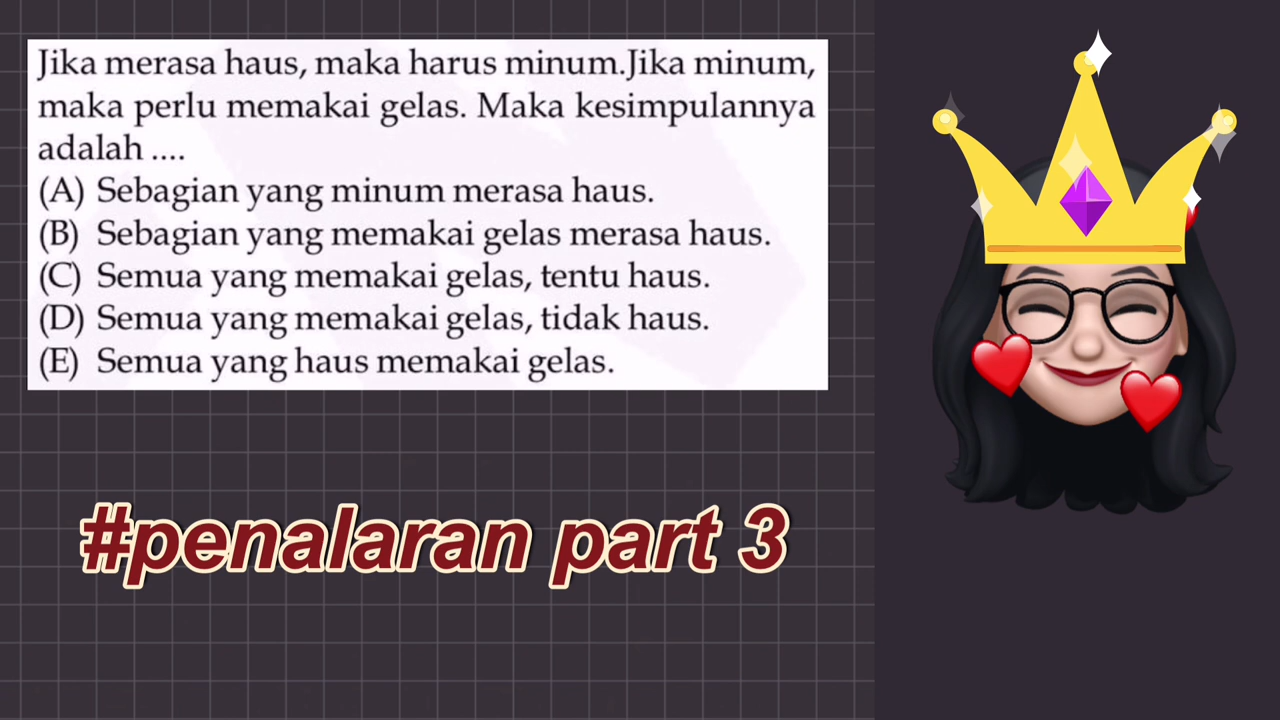 Jika merasa haus, maka harus minum.Jika minum,
maka perlu memakai gelas. Maka kesimpulannya
adalah ....
(A) Sebagian yang minum merasa haus.
(B) Sebagian yang memakai gelas merasa haus.
(C) Semua yang memakai gelas, tentu haus.
(D) Semua yang memakai gelas, tidak haus.
(E) Semua yang haus memakai gelas.
#penalaran part 3